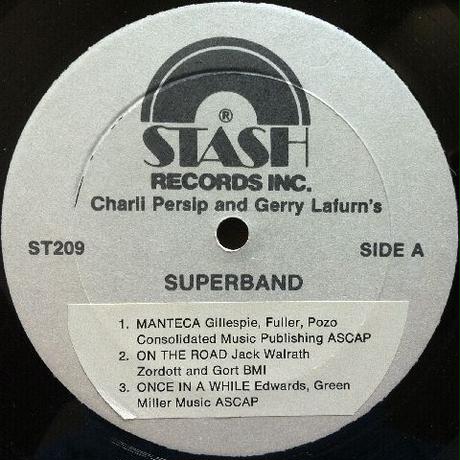 ®
STASH
RECORDS INC.
Charli Persip and Gerry Lafurn's
ST209
SIDE A
SUPERBAND
1. MANTECA Gillespie, Fuller, Pozo
Consolidated Music Publishing ASCAP
2. ON THE ROAD Jack Walrath
Zordott and Gort BMI
3. ONCE IN A WHILE Edwards, Green
Miller Music ASCAP